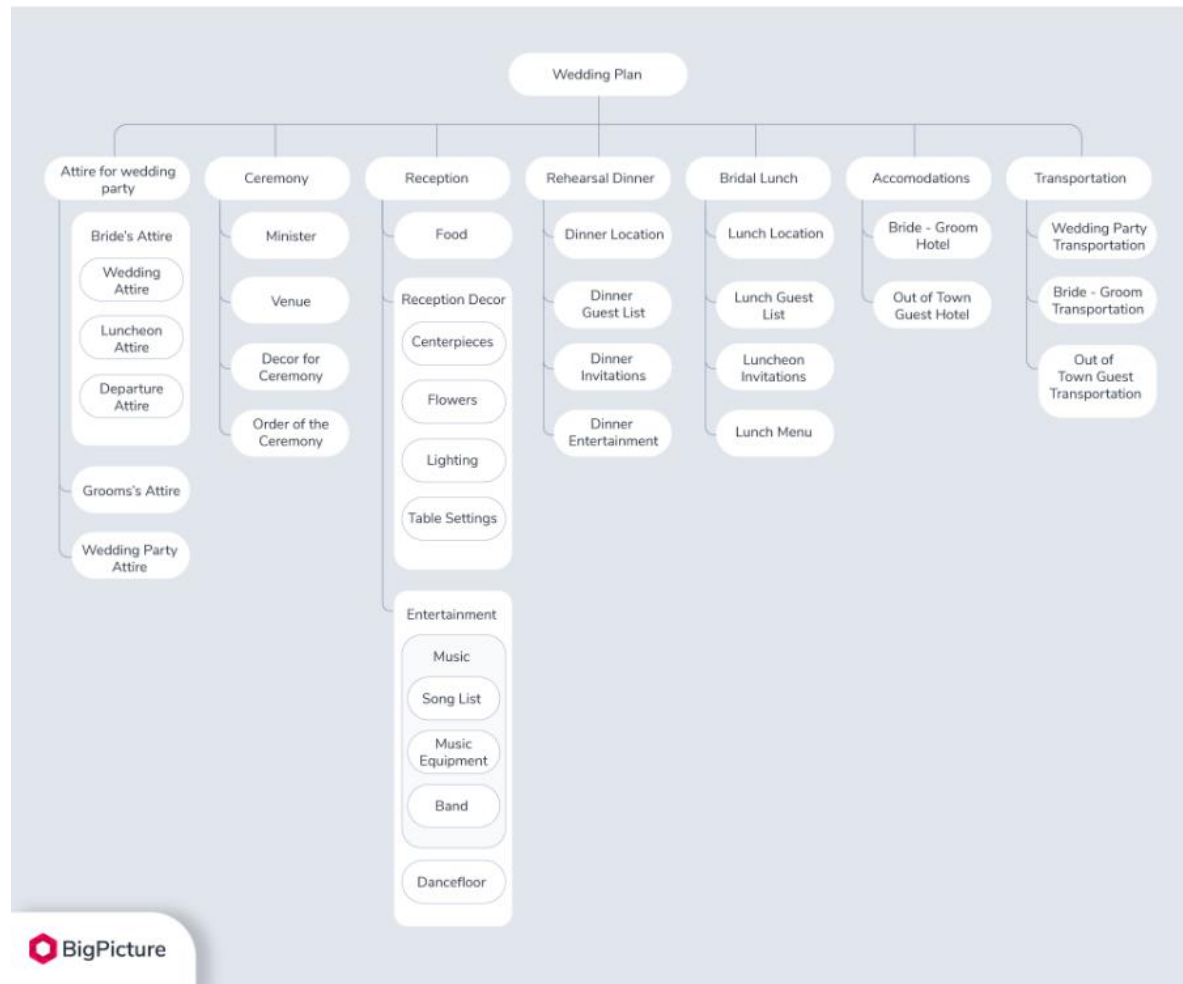 Wedding Plan
Attire for wedding
party
Bride's Attire
Wedding
Attire
Luncheon
Attire
Departure
Attire
Grooms's Attire
Wedding Party
Attire
Ceremony
Minister
Venue
Decor for
Ceremony
Order of the
Ceremony
Reception
Food
Reception Decor
Centerpieces
Flowers
Lighting
Table Settings
Entertainment
Music
Song List
Music
Equipment
Band
Dancefloor
Rehearsal Dinner
Dinner Location
Dinner
Guest List
Dinner
Invitations
Dinner
Entertainment
Bridal Lunch
Lunch Location
Lunch Guest
List
Luncheon
Invitations
Lunch Menu
Accomodations
Bride - Groom
Hotel
Out of Town
Guest Hotel
Transportation
Wedding Party
Transportation
Bride - Groom
Transportation
Out of
Town Guest
Transportation
BigPicture